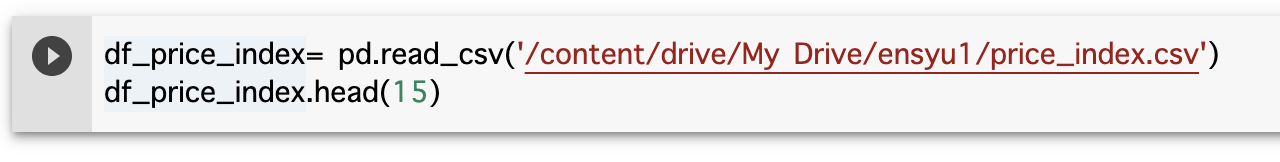 df_price_index= pd.read_csv('/content/drive/My Drive/ensyu1/price_index.csv')
df_price_index.head(15)